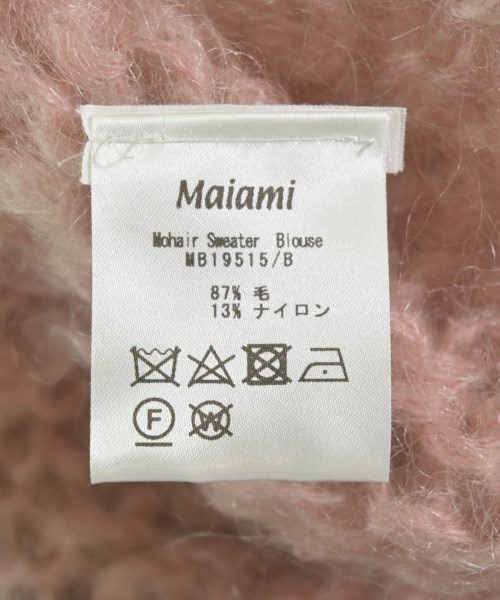 Maiami
Mohair Sweater Blouse
MB19515/B
87% 毛
13% ナイロン
F W